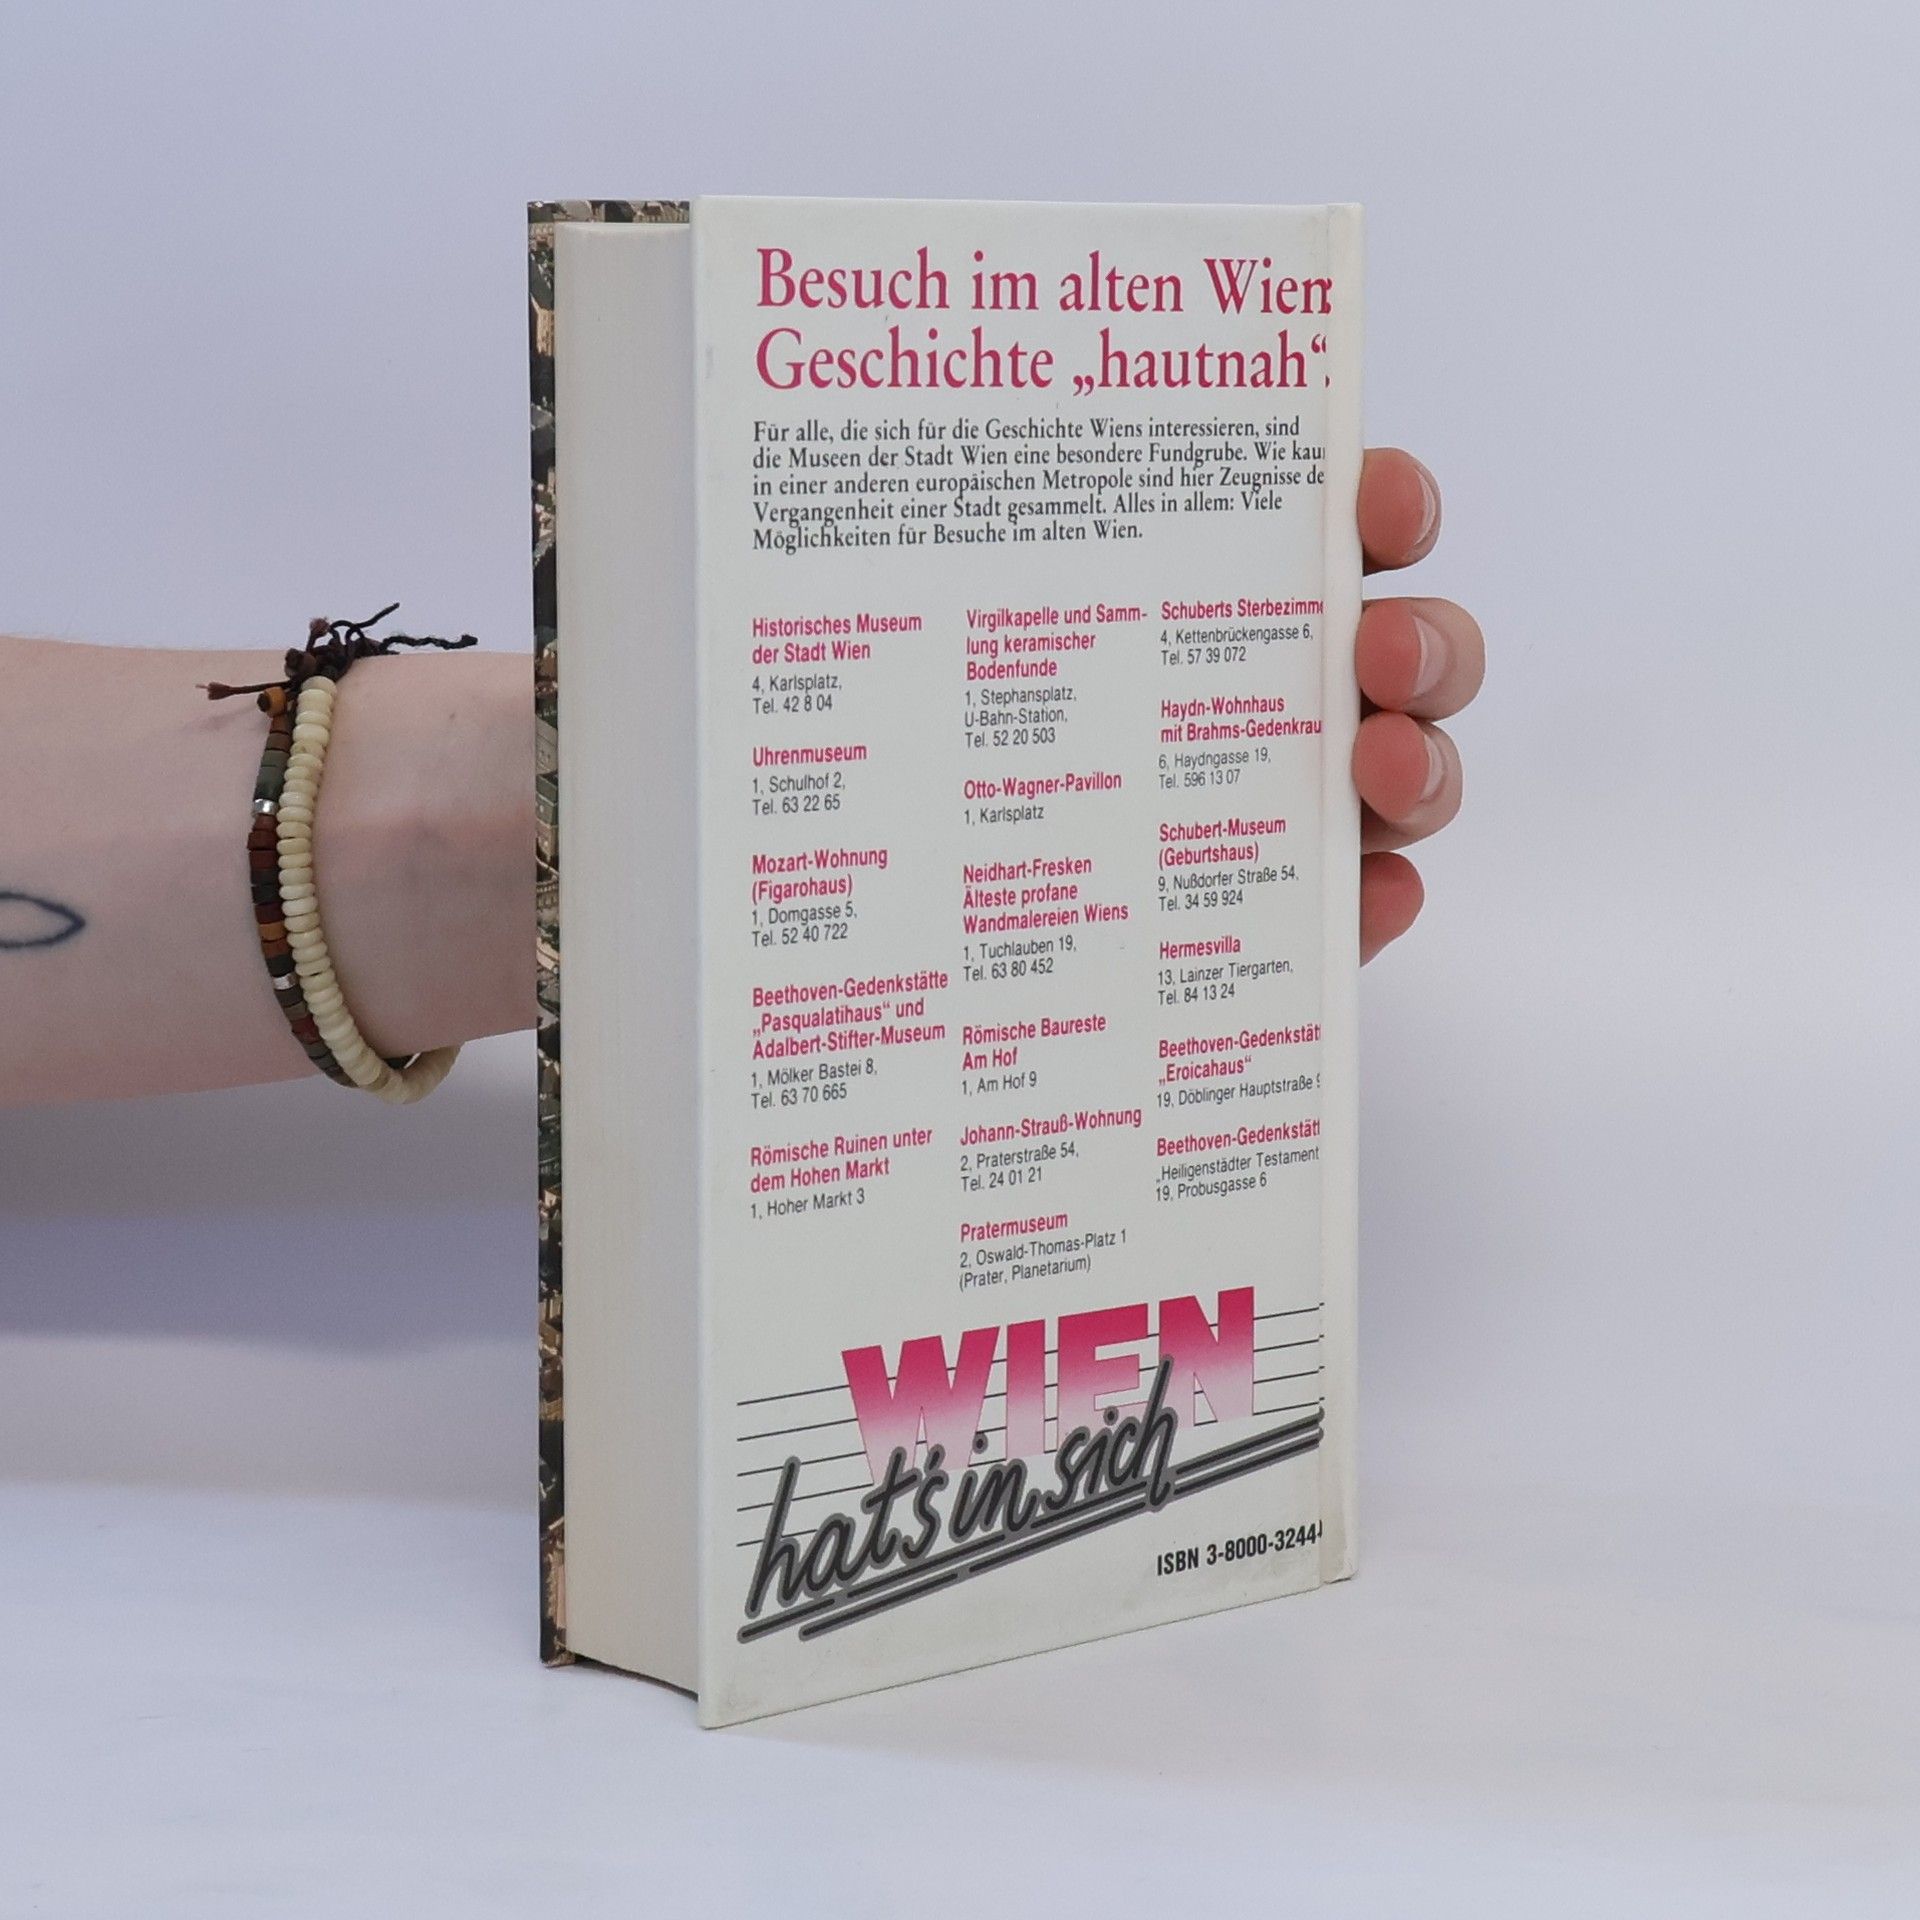 Besuch im alten Wien:
Geschichte „hautnah“.
Für alle, die sich für die Geschichte Wiens interessieren, sind
die Museen der Stadt Wien eine besondere Fundgrube. Wie
in einer anderen europäischen Metropole sind hier Zeugnisse
Vergangenheit einer Stadt gesammelt. Alles in allem: Viele
Möglichkeiten für Besuche im alten Wien.
Historisches Museum
der Stadt Wien
4, Karlsplatz,
Tel. 42 8 04
Uhrenmuseum
1, Schulhof 2,
Tel. 63 22 65
Mozart-Wohnung
(Figarohaus)
1, Domgasse 5,
Tel. 52 40 722
Beethoven-Gedenkstätte
„Pasqualatihaus“ und
Adalbert-Stifter-Museum
1, Mölker Bastei 8,
Tel. 63 70 665
Römische Ruinen unter
dem Hohen Markt
1, Hoher Markt 3
Virgilkapelle und Samm-
lung keramischer
Bodenfunde
1, Stephansplatz,
U-Bahn-Station,
Tel. 52 20 503
Otto-Wagner-Pavillon
1, Karlsplatz
Neidhart-Fresken
Älteste profane
Wandmalereien Wiens
1, Tuchlauben 19,
Tel. 63 80 452
Römische Baureste
Am Hof
1, Am Hof 9
Johann-Strauß-Wohnung
2, Praterstraße 54,
Tel. 24 01 21
Pratermuseum
2, Oswald-Thomas-Platz 1
(Prater, Planetarium)
Schuberts
4, Kettenbrückengasse 6,
Tel. 57 39 072
Haydn-Wohnhaus
mit
6, Haydngasse 19,
Tel. 596 13 07
Schubert-Museum
(Geburtshaus)
9, Nußdorfer Straße 54,
Tel. 34 59 924
Hermesvilla
13, Lainzer Tiergarten,
Tel. 84 13 24
„Eroicahaus“
19, Döblinger Hauptstraße
„Heiligenstädter Testament
19, Probusgasse 6
WIEN
hat's in sich
ISBN 3-8000-3244